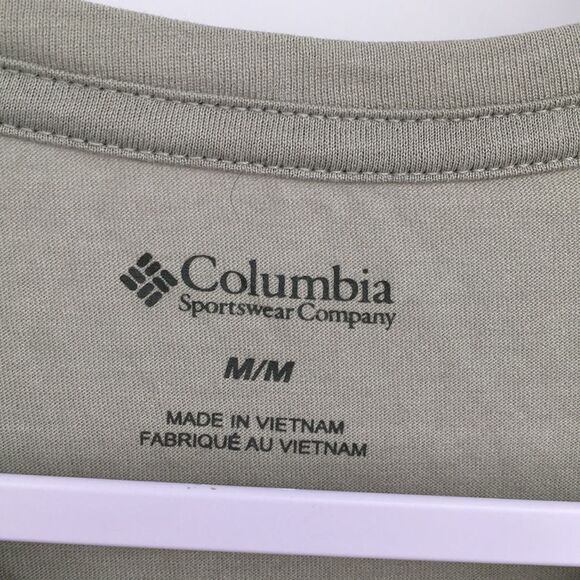 Columbia
Sportswear Company
M/M
MADE IN VIETNAM
FABRIQUÉ AU VIETNAM